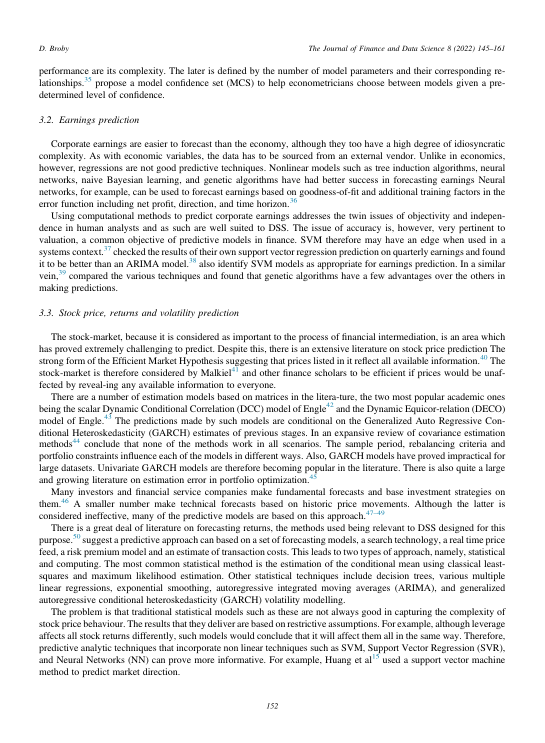 D. Broby
The Journal of Finance and Data Science 8 (2022) 145–161
performance are its complexity. The later is defined by the number of model parameters and their corresponding re-
lationships.35 propose a model confidence set (MCS) to help econometricians choose between models given a pre-
determined level of confidence.
3.2. Earnings prediction
Corporate earnings are easier to forecast than the economy, although they too have a high degree of idiosyncratic
complexity. As with economic variables, the data has to be sourced from an external vendor. Unlike in economics,
however, regressions are not good predictive techniques. Nonlinear models such as tree induction algorithms, neural
networks, naive Bayesian learning, and genetic algorithms have had better success in forecasting earnings Neural
networks, for example, can be used to forecast earnings based on goodness-of-fit and additional training factors in the
error function including net profit, direction, and time horizon.36
Using computational methods to predict corporate earnings addresses the twin issues of objectivity and indepen-
dence in human analysts and as such are well suited to DSS. The issue of accuracy is, however, very pertinent to
valuation, a common objective of predictive models in finance. SVM therefore may have an edge when used in a
systems context.37 checked the results of their own support vector regression prediction on quarterly earnings and found
it to be better than an ARIMA model.38 also identify SVM models as appropriate for earnings prediction. In a similar
vein,39 compared the various techniques and found that genetic algorithms have a few advantages over the others in
making predictions.
3.3. Stock price, returns and volatility prediction
The stock-market, because it is considered as important to the process of financial intermediation, is an area which
has proved extremely challenging to predict. Despite this, there is an extensive literature on stock price prediction The
strong form of the Efficient Market Hypothesis suggesting that prices listed in it reflect all available information.40 The
stock-market is therefore considered by Malkiel41 and other finance scholars to be efficient if prices would be unaf-
fected by reveal-ing any available information to everyone.
There are a number of estimation models based on matrices in the litera-ture, the two most popular academic ones
being the scalar Dynamic Conditional Correlation (DCC) model of Engle42 and the Dynamic Equicor-relation (DECO)
model of Engle.43 The predictions made by such models are conditional on the Generalized Auto Regressive Con-
ditional Heteroskedasticity (GARCH) estimates of previous stages. In an expansive review of covariance estimation
methods44 conclude that none of the methods work in all scenarios. The sample period, rebalancing criteria and
portfolio constraints influence each of the models in different ways. Also, GARCH models have proved impractical for
large datasets. Univariate GARCH models are therefore becoming popular in the literature. There is also quite a large
and growing literature on estimation error in portfolio optimization.45
Many investors and financial service companies make fundamental forecasts and base investment strategies on
them.46 A smaller number make technical forecasts based on historic price movements. Although the latter is
considered ineffective, many of the predictive models are based on this approach.47–49
There is a great deal of literature on forecasting returns, the methods used being relevant to DSS designed for this
purpose.50 suggest a predictive approach can based on a set of forecasting models, a search technology, a real time price
feed, a risk premium model and an estimate of transaction costs. This leads to two types of approach, namely, statistical
and computing. The most common statistical method is the estimation of the conditional mean using classical least-
squares and maximum likelihood estimation. Other statistical techniques include decision trees, various multiple
linear regressions, exponential smoothing, autoregressive integrated moving averages (ARIMA), and generalized
autoregressive conditional heteroskedasticity (GARCH) volatility modelling.
The problem is that traditional statistical models such as these are not always good in capturing the complexity of
stock price behaviour. The results that they deliver are based on restrictive assumptions. For example, although leverage
affects all stock returns differently, such models would conclude that it will affect them all in the same way. Therefore,
predictive analytic techniques that incorporate non linear techniques such as SVM, Support Vector Regression (SVR),
and Neural Networks (NN) can prove more informative. For example, Huang et al15 used a support vector machine
method to predict market direction.
152